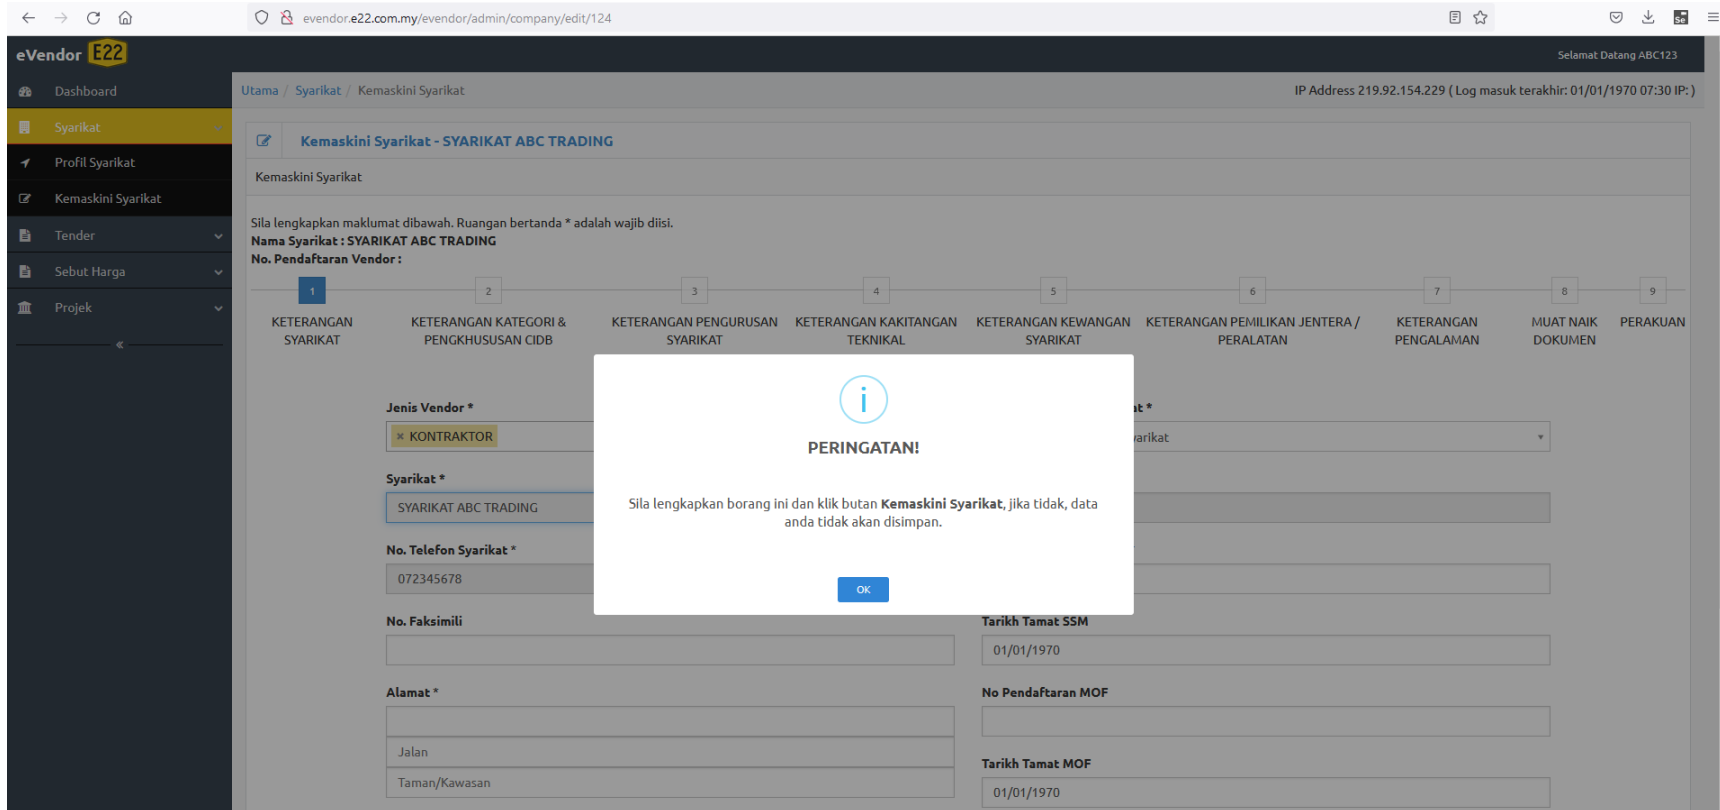 evendor.e22.com.my/evendor/admin/company/edit/124
eVendor E22
Selamat Datang ABC123
Dashboard
Syarikat
Profil Syarikat
Kemaskini Syarikat
Tender
Sebut Harga
Projek
Utama / Syarikat / Kemaskini Syarikat
IP Address 219.92.154.229 ( Log masuk terakhir: 01/01/1970 07:30 IP: )
Kemaskini Syarikat - SYARIKAT ABC TRADING
Kemaskini Syarikat
Sila lengkapkan maklumat dibawah. Ruangan bertanda * adalah wajib diisi.
Nama Syarikat : SYARIKAT ABC TRADING
No. Pendaftaran Vendor :
1
KETERANGAN
SYARIKAT
2
KETERANGAN KATEGORI &
PENGKHUSUSAN CIDB
3
KETERANGAN PENGURUSAN
SYARIKAT
4
KETERANGAN KAKITANGAN
TEKNIKAL
5
KETERANGAN KEWANGAN
SYARIKAT
6
KETERANGAN PEMILIKAN JENTERA /
PERALATAN
7
KETERANGAN
PENGALAMAN
8
MUAT NAIK
DOKUMEN
9
PERAKUAN
PERINGATAN!
Sila lengkapkan borang ini dan klik butan Kemaskini Syarikat, jika tidak, data
anda tidak akan disimpan.
OK
Jenis Vendor *
× KONTRAKTOR
Syarikat *
SYARIKAT ABC TRADING
No. Telefon Syarikat *
072345678
No. Faksimili
Alamat *
Jalan
Taman/Kawasan
Tarikh Tamat SSM
01/01/1970
No Pendaftaran MOF
Tarikh Tamat MOF
01/01/1970